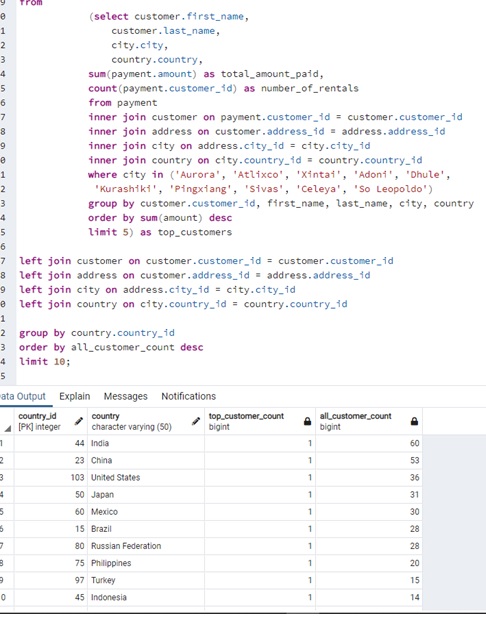 9 from
0 (select customer.first_name,
1 customer.last_name,
2 city.city,
3 country.country,
4 sum(payment.amount) as total_amount_paid,
5 count(payment.customer_id) as number_of_rentals
6 from payment
7 inner join customer on payment.customer_id = customer.customer_id
8 inner join address on customer.address_id = address.address_id
9 inner join city on address.city_id = city.city_id
0 inner join country on city.country_id = country.country_id
1 where city in ('Aurora', 'Atlixco', 'Xintai', 'Adoni', 'Dhule',
2 'Kurashiki', 'Pingxiang', 'Sivas', 'Celeya', 'So Leopoldo')
3 group by customer.customer_id, first_name, last_name, city, country
4 order by sum(amount) desc
5 limit 5) as top_customers
6
7 left join customer on customer.customer_id = customer.customer_id
8 left join address on customer.address_id = address.address_id
9 left join city on address.city_id = city.city_id
0 left join country on city.country_id = country.country_id
1
2 group by country.country_id
3 order by all_customer_count desc
4 limit 10;
5
ata Output Explain Messages Notifications
country_id country top_customer_count all_customer_count
[PK] integer character varying (50) bigint bigint
1 44 India 1 60
2 23 China 1 53
3 103 United States 1 36
4 50 Japan 1 31
5 60 Mexico 1 30
6 15 Brazil 1 28
7 80 Russian Federation 1 28
8 75 Philippines 1 20
9 97 Turkey 1 15
0 45 Indonesia 1 14